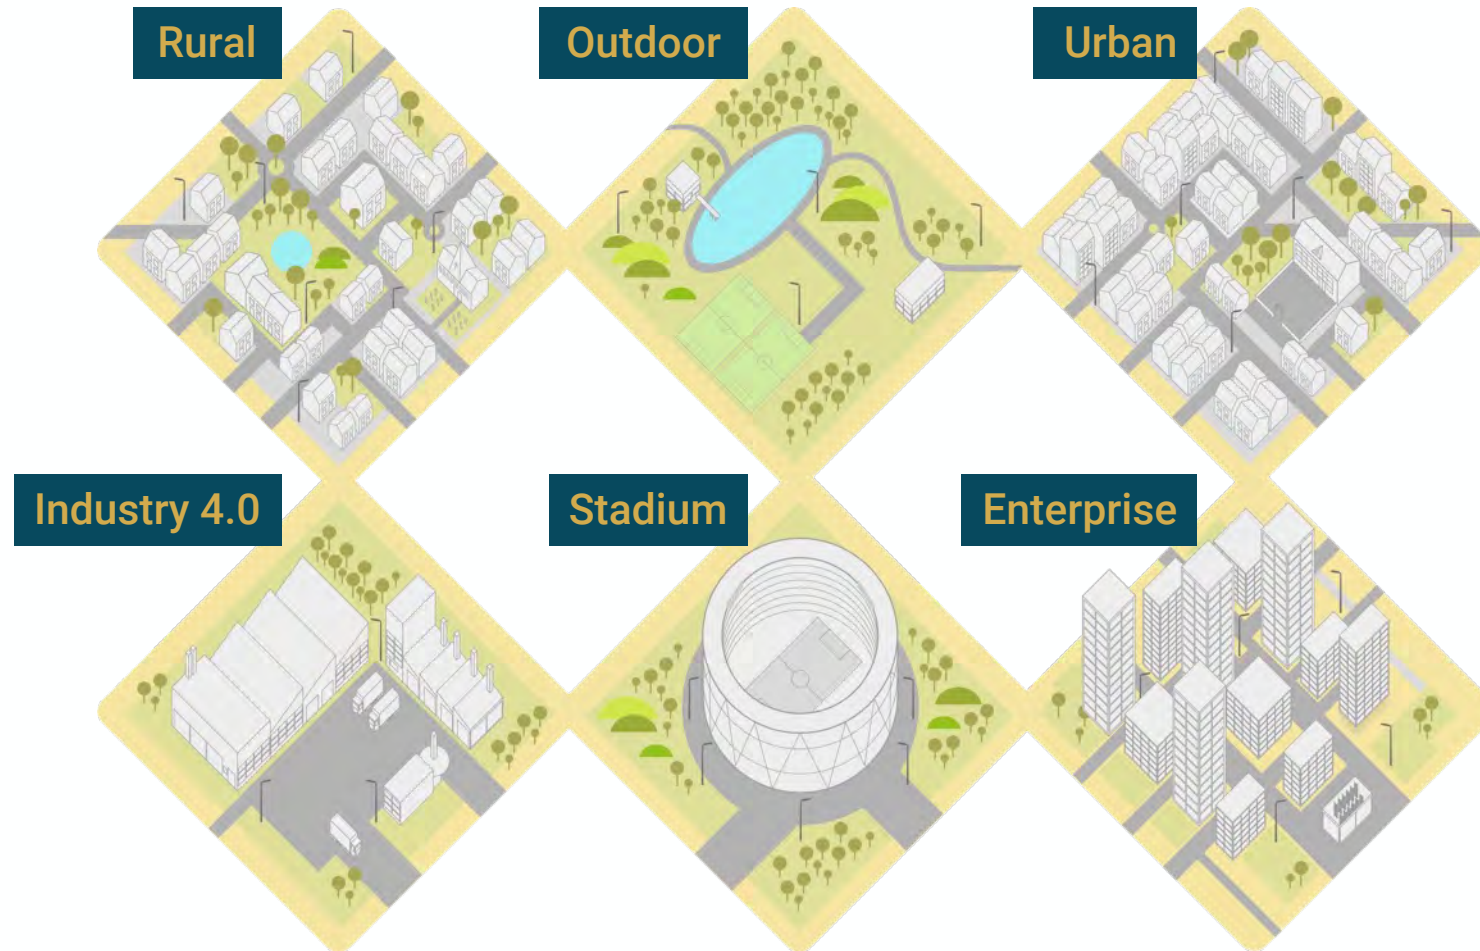 Rural
Outdoor
Urban
Industry 4.0
Stadium
Enterprise